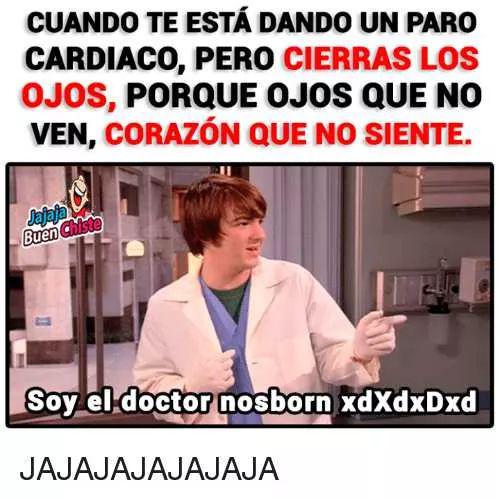 CUANDO TE ESTÁ DANDO UN PARO
CARDIACO, PERO CIERRAS LOS
OJOS, PORQUE OJOS QUE NO
VEN, CORAZÓN QUE NO SIENTE.
Jajaja
Buen Chiste
Soy el doctor nosborn xdXdxDxd
JAJAJAJAJAJAJA